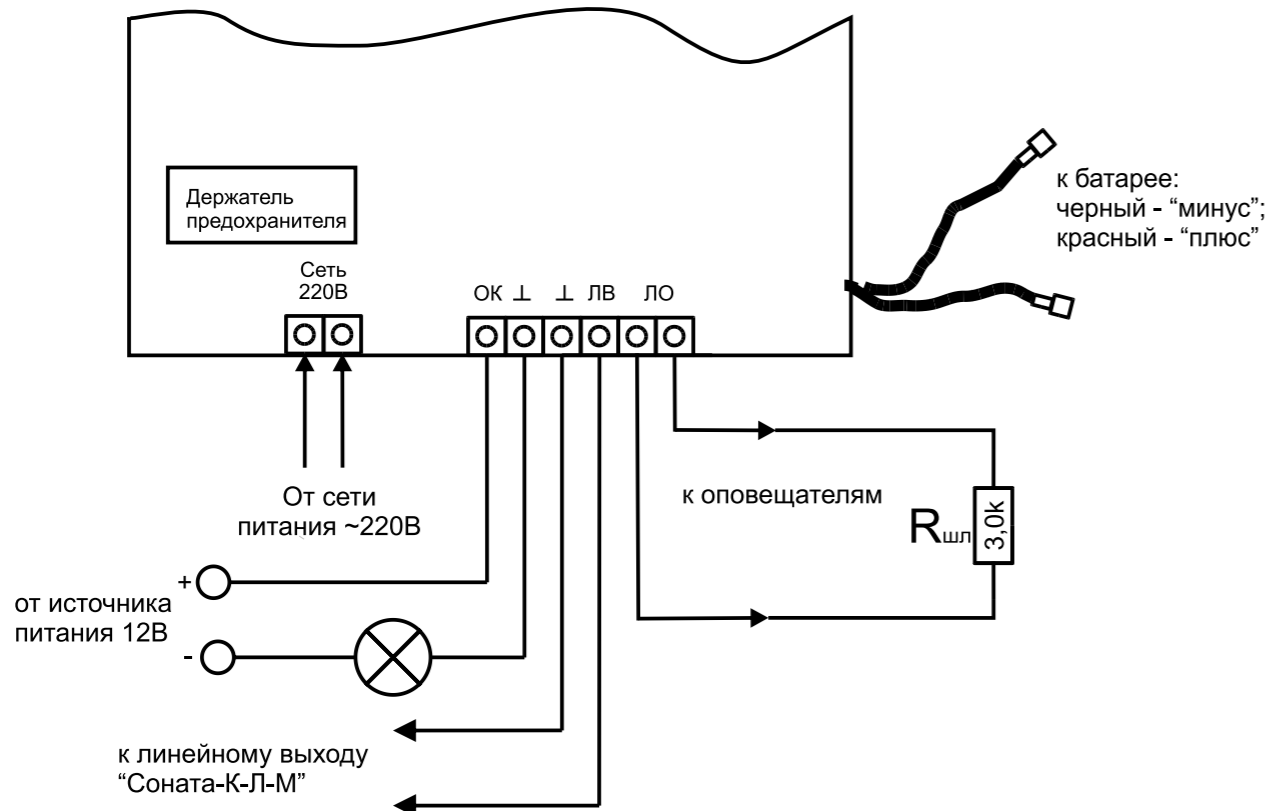 Держатель
предохранителя
к батарее:
черный - “минус”;
красный - “плюс”
Сеть
220В
ОК ⊥ ⊥ ЛВ ЛО
От сети
питания ~220В
к оповещателям
Rшл
3,0k
+
от источника
питания 12В
-
к линейному выходу
“Соната-К-Л-М”